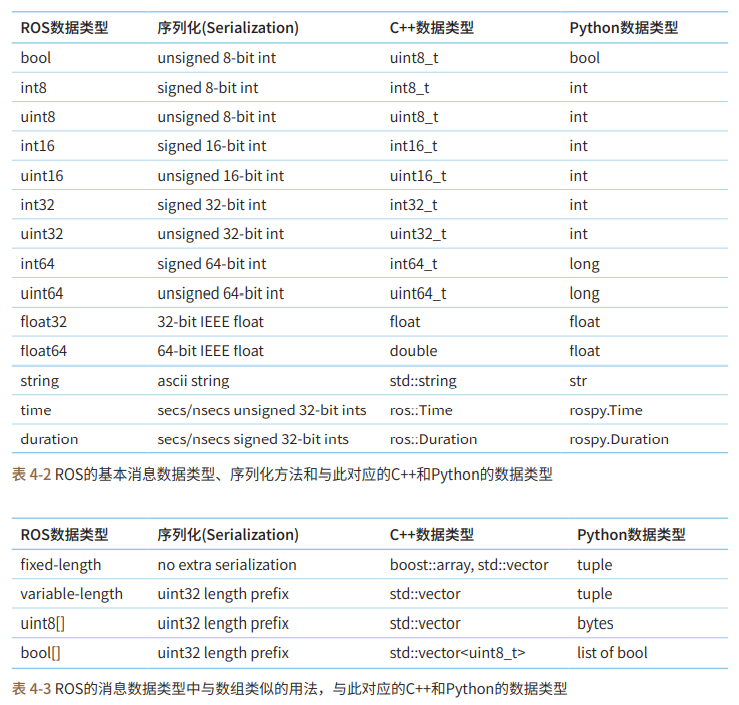 ROS数据类型 序列化(Serialization) C++数据类型 Python数据类型
bool unsigned 8-bit int uint8_t bool
int8 signed 8-bit int int8_t int
uint8 unsigned 8-bit int uint8_t int
int16 signed 16-bit int int16_t int
uint16 unsigned 16-bit int uint16_t int
int32 signed 32-bit int int32_t int
uint32 unsigned 32-bit int uint32_t int
int64 signed 64-bit int int64_t long
uint64 unsigned 64-bit int uint64_t long
float32 32-bit IEEE float float float
float64 64-bit IEEE float double float
string ascii string std::string str
time secs/nsecs unsigned 32-bit ints ros::Time rospy.Time
duration secs/nsecs signed 32-bit ints ros::Duration rospy.Duration
表 4-2 ROS的基本消息数据类型、序列化方法和与此对应的C++和Python的数据类型
ROS数据类型 序列化(Serialization) C++数据类型 Python数据类型
fixed-length no extra serialization boost::array, std::vector tuple
variable-length uint32 length prefix std::vector tuple
uint8[] uint32 length prefix std::vector bytes
bool[] uint32 length prefix std::vector<uint8_t> list of bool
表 4-3 ROS的消息数据类型中与数组类似的用法，与此对应的C++和Python的数据类型